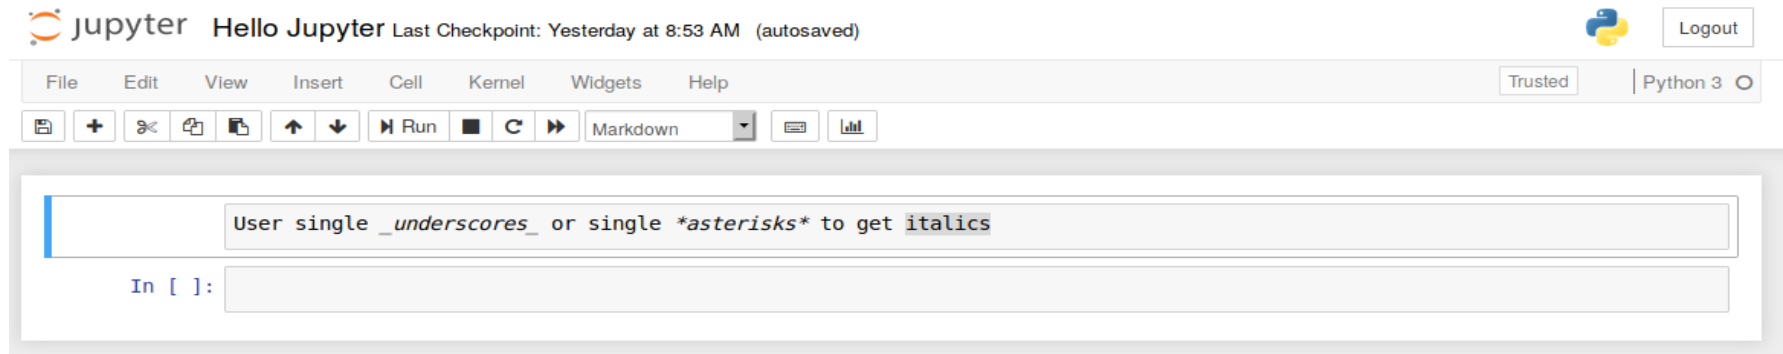 jupyter Hello Jupyter Last Checkpoint: Yesterday at 8:53 AM (autosaved) Logout
File Edit View Insert Cell Kernel Widgets Help Trusted Python 3
Run Markdown
User single _underscores_ or single *asterisks* to get italics
In [ ]: